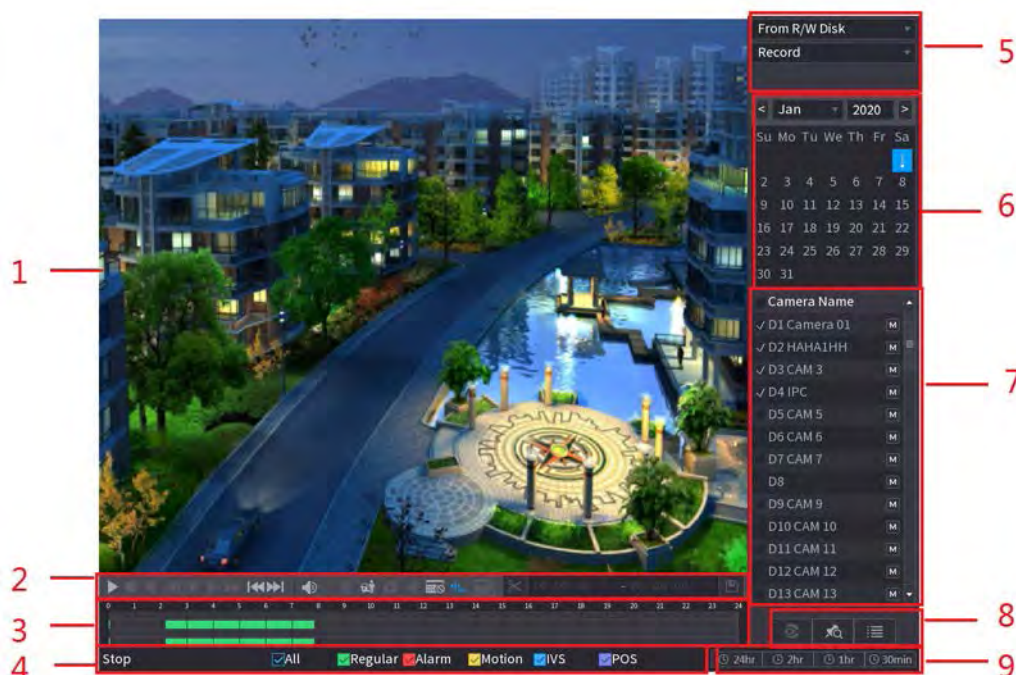 From R/W Disk
Record
5
< Jan 2020 >
Su Mo Tu We Th Fr Sa
1
2 3 4 5 6 7 8
9 10 11 12 13 14 15
16 17 18 19 20 21 22
23 24 25 26 27 28 29
30 31
6
1
Camera Name
D1 Camera 01 M
D2 HAHA1HH M
D3 CAM 3 M
D4 IPC M
D5 CAM 5 M
D6 CAM 6 M
D7 CAM 7 M
D8 M
D9 CAM 9 M
D10 CAM 10 M
D11 CAM 11 M
D12 CAM 12 M
D13 CAM 13 M
7
2
0 1 2 3 4 5 6 7 8 9 10 11 12 13 14 15 16 17 18 19 20 21 22 23 24
3
8
4
Stop All Regular Alarm Motion IVS POS
24hr 2hr 1hr 30min
9